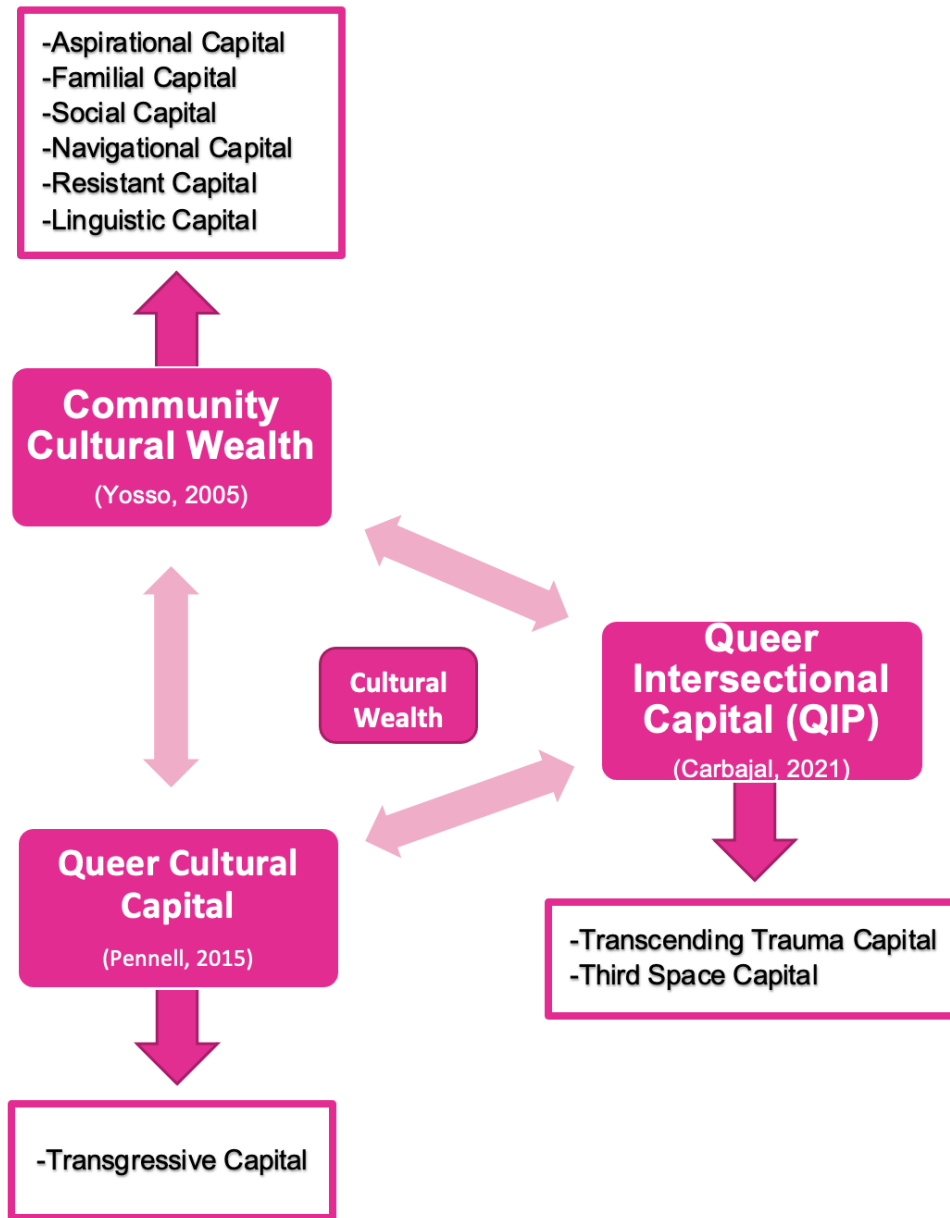 -Aspirational Capital
-Familial Capital
-Social Capital
-Navigational Capital
-Resistant Capital
-Linguistic Capital
Community
Cultural Wealth
(Yosso, 2005)
Cultural
Wealth
Queer
Intersectional
Capital (QIP)
(Carbajal, 2021)
Queer Cultural
Capital
(Pennell, 2015)
-Transcending Trauma Capital
-Third Space Capital
-Transgressive Capital